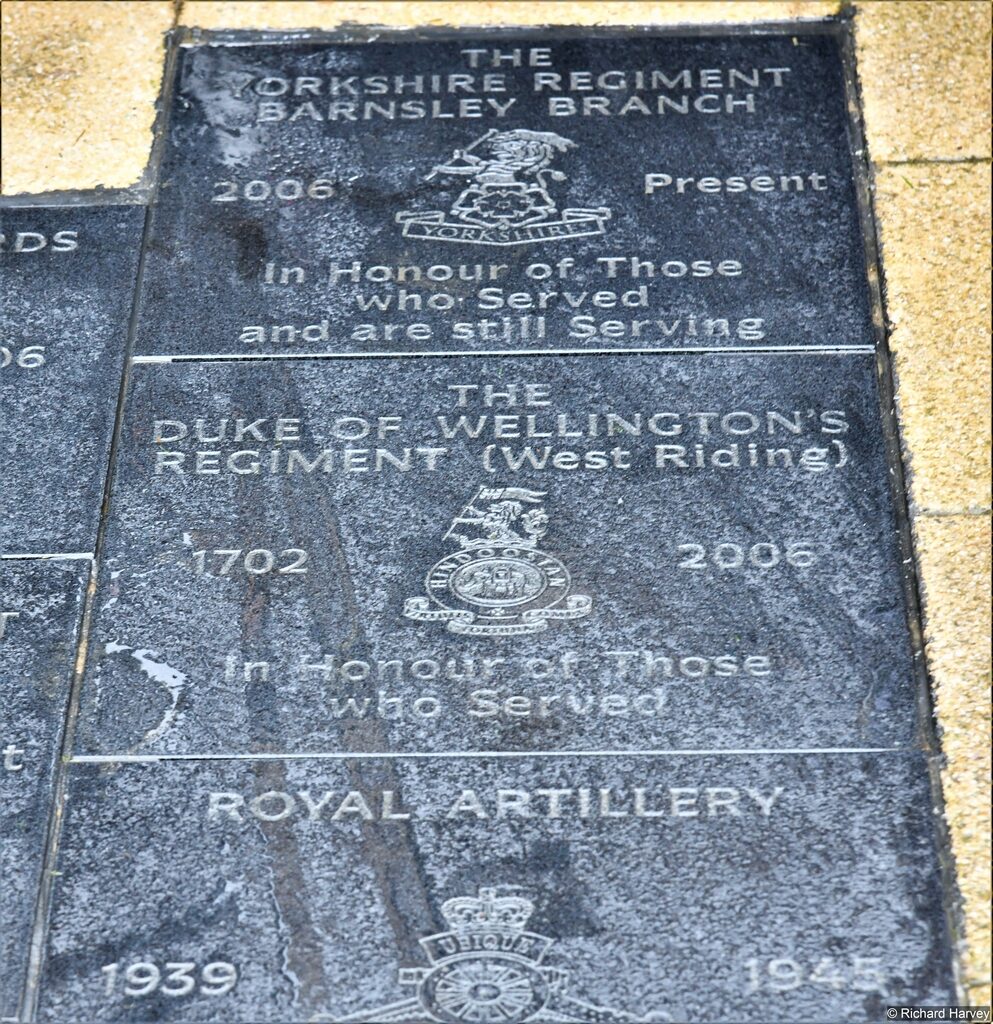 THE
YORKSHIRE REGIMENT
BARNSLEY BRANCH
2006 Present
YORKSHIRE
In Honour of Those
who Served
and are still Serving
THE
DUKE OF WELLINGTON'S
REGIMENT (West Riding)
1702 2006
HINDOOSTAN
In Honour of Those
who Served
ROYAL ARTILLERY
UBIQUE
1939 1945
RDS
06
T
t
© Richard Harvey